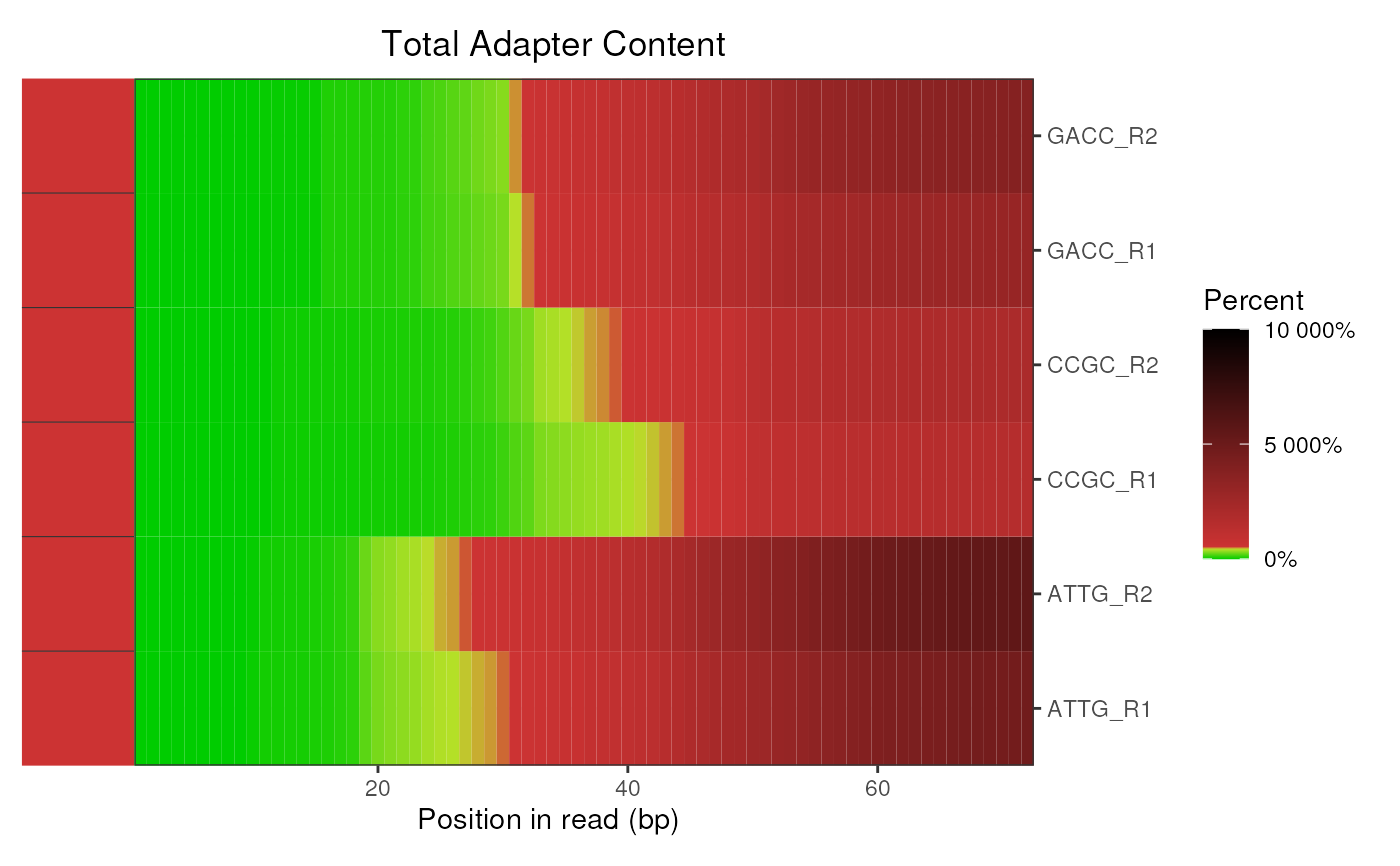 Total Adapter Content
GACC_R2
GACC_R1
CCGC_R2
CCGC_R1
ATTG_R2
ATTG_R1
20 40 60
Position in read (bp)
Percent
10 000%
5 000%
0%